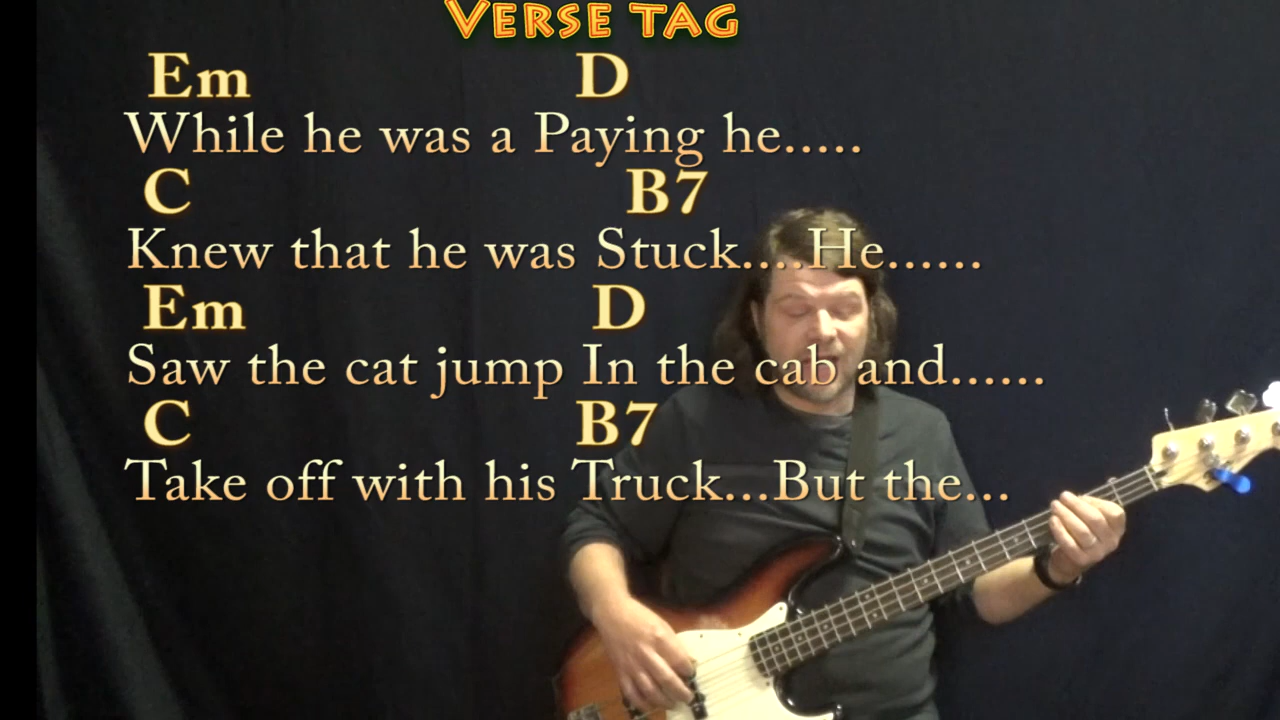 VERSE TAG
Em D
While he was a Paying he.....
C B7
Knew that he was Stuck....He......
Em D
Saw the cat jump In the cab and......
C B7
Take off with his Truck...But the...